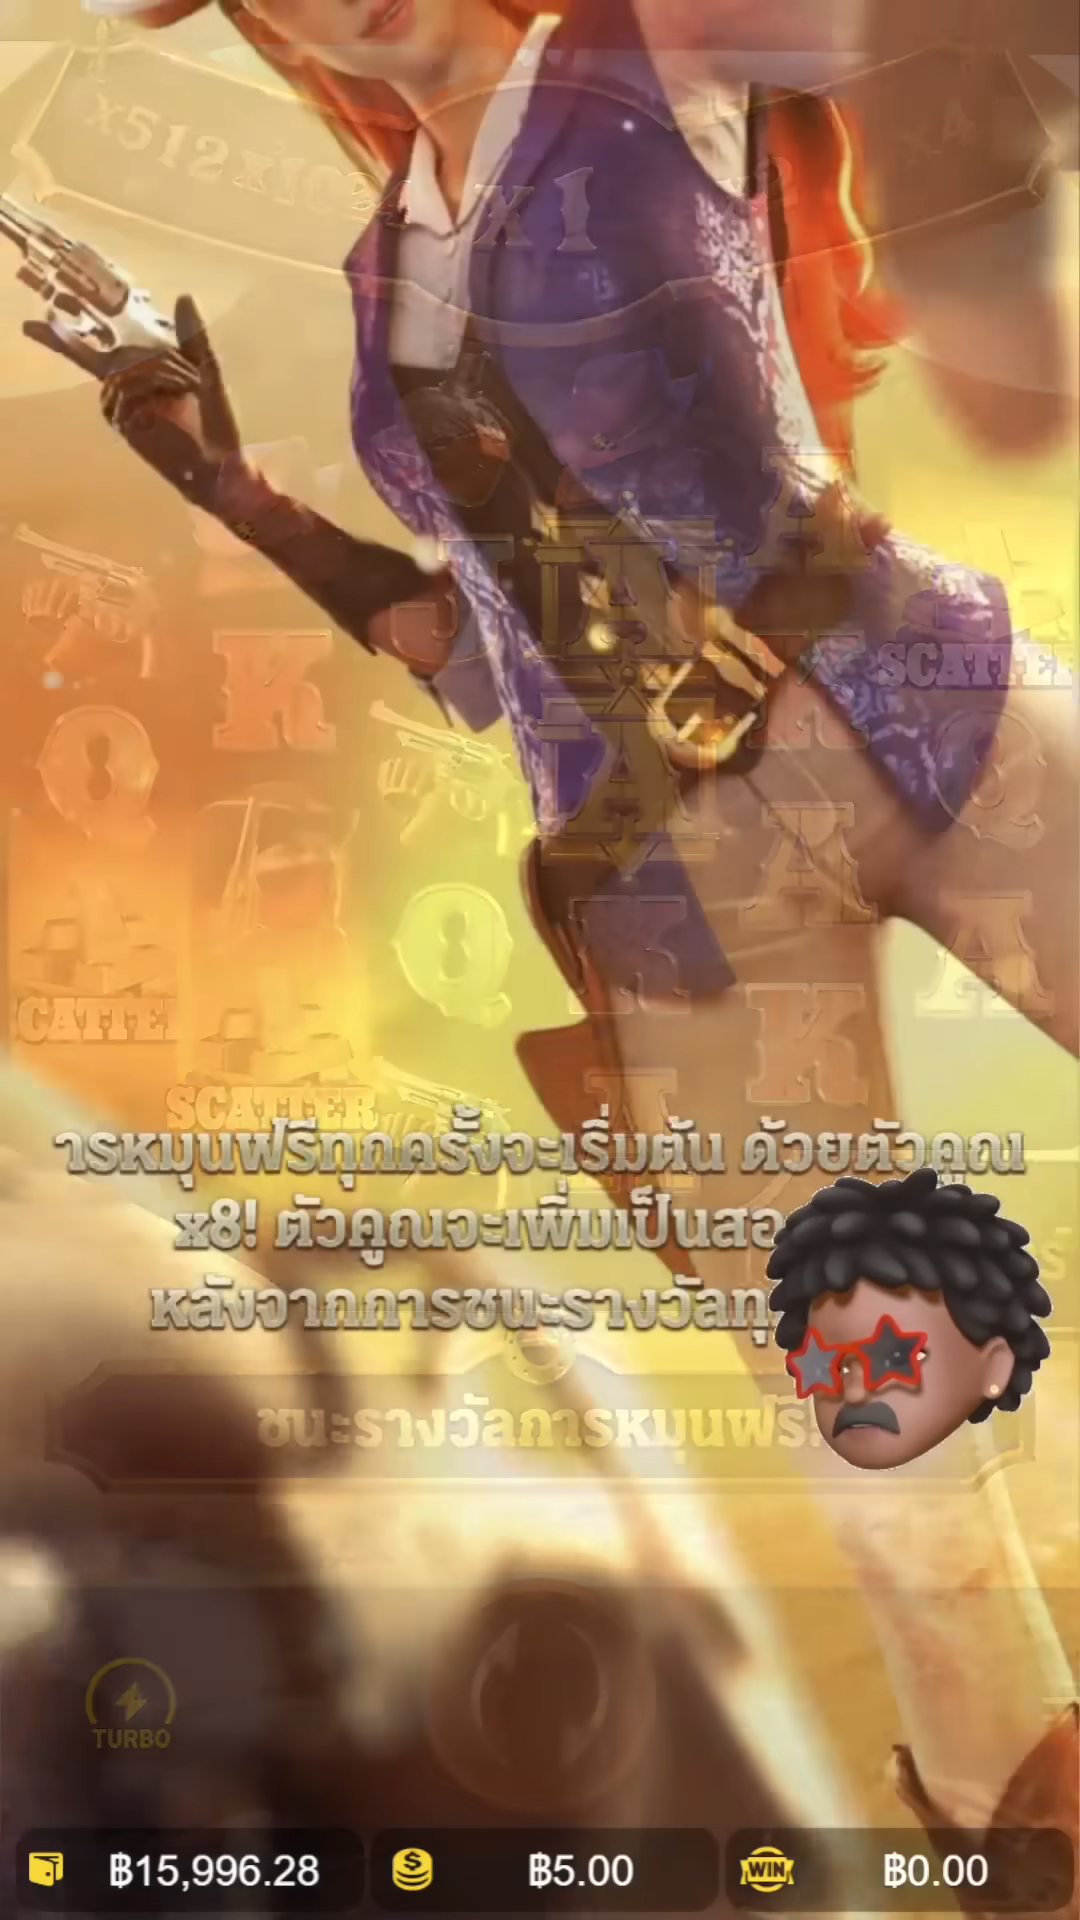 x512 x1024 x1 x2 x4
A
J A SCATTER
K K
Q A Q
Q A
K A
SCATTER K
SCATTER
ารหมุนฟรีทุกครั้งจะเริ่มต้น ด้วยตัวคูณ
x8! ตัวคูณจะเพิ่มเป็นสอ
หลังจากการชนะรางวัลทุ
ชนะรางวัลการหมุนฟรี
TURBO
฿15,996.28 ฿5.00 WIN ฿0.00